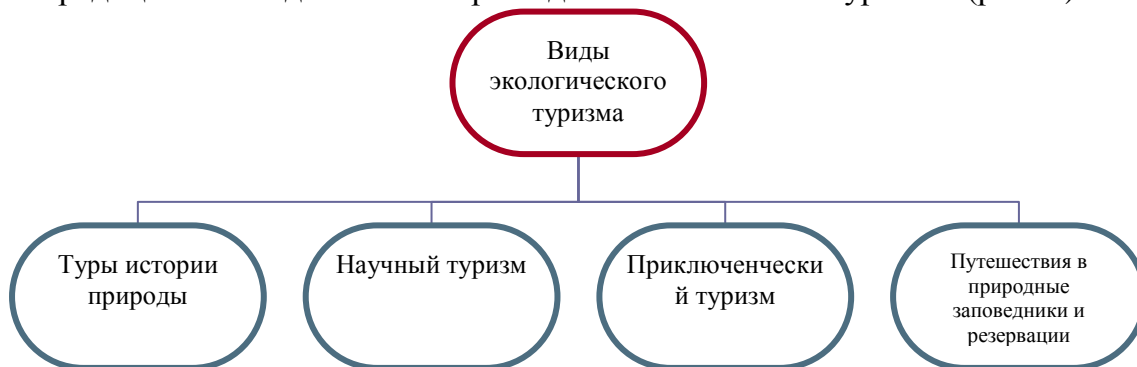 Виды
экологического
туризма
Туры истории
природы
Научный туризм
Приключенчески
й туризм
Путешествия в
природные
заповедники и
резервации